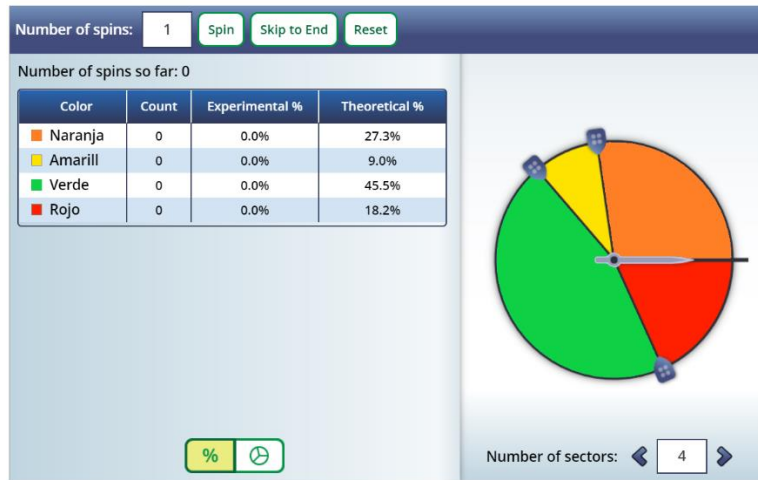 Number of spins: 1 Spin Skip to End Reset
Number of spins so far: 0
Color Count Experimental % Theoretical %
Naranja 0 0.0% 27.3%
Amarill 0 0.0% 9.0%
Verde 0 0.0% 45.5%
Rojo 0 0.0% 18.2%
%
Number of sectors: 4